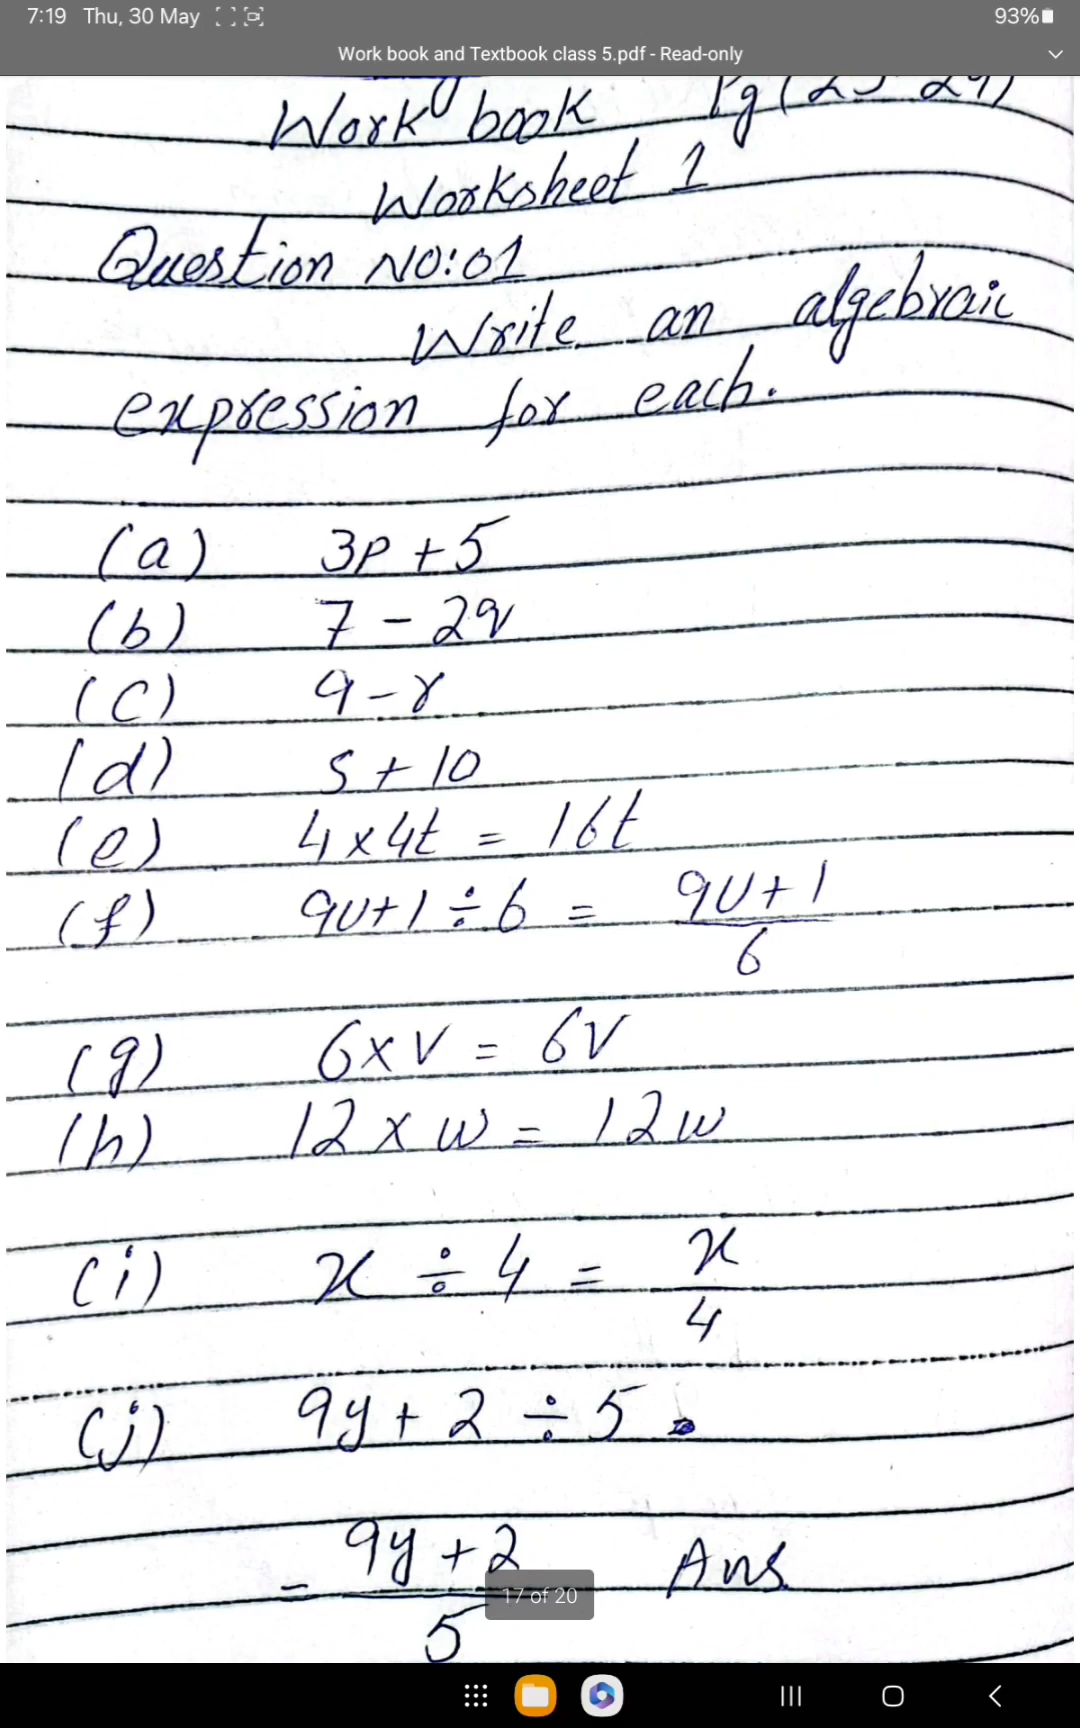 7:19 Thu, 30 May
93%
Work book and Textbook class 5.pdf - Read-only
Work book
Worksheet 1
Question NO:01
Write an algebraic
expression for each.
(a) 3p + 5
(b) 7 - 2q
(c) 9 - r
(d) s + 10
(e) 4 x 4t = 16t
(f) 9u+1 ÷ 6 = 9u+1
6
(g) 6 x v = 6v
(h) 12 x w = 12w
(i) x ÷ 4 = x
4
(j) 9y + 2 ÷ 5
= 9y + 2 Ans
5
17 of 20